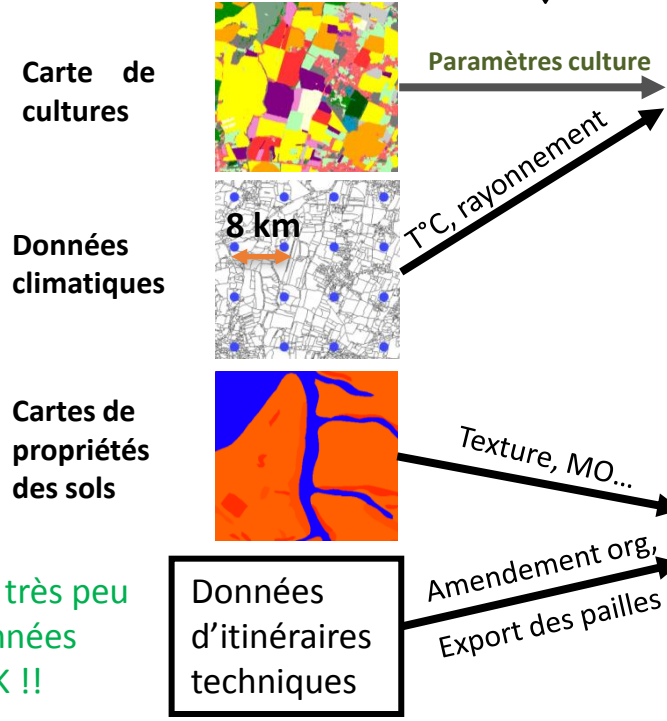 Carte de
cultures
Paramètres culture
8 km
T°C, rayonnement
Données
climatiques
Cartes de
propriétés
des sols
Texture, MO...
très peu
Données
d'itinéraires
techniques
Amendement org,
Export des pailles
!!